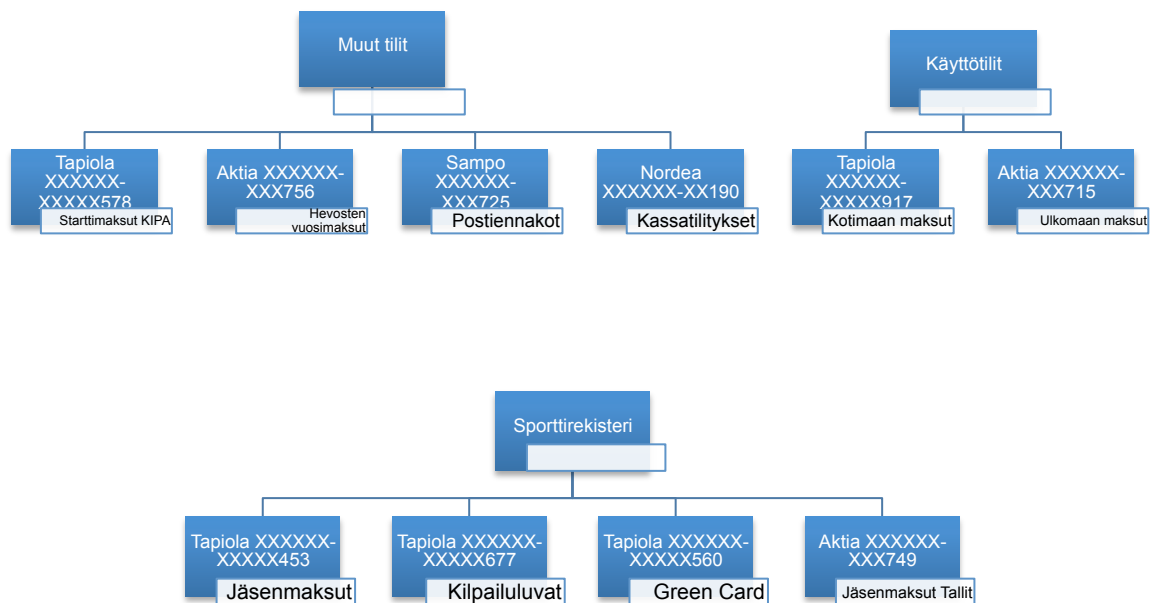 Muut tilit
Käyttötilit
Tapiola
XXXXXX-
XXXXX578
Starttimaksut KIPA
Aktia XXXXXX-
XXX756
Hevosten
vuosimaksut
Sampo
XXXXXX-
XXX725
Postiennakot
Nordea
XXXXXX-XX190
Kassatilitykset
Tapiola
XXXXXX-
XXXXX917
Kotimaan maksut
Aktia XXXXXX-
XXX715
Ulkomaan maksut
Sporttirekisteri
Tapiola XXXXXX-
XXXXX453
Jäsenmaksut
Tapiola XXXXXX-
XXXXX677
Kilpailuluvat
Tapiola XXXXXX-
XXXXX560
Green Card
Aktia XXXXXX-
XXX749
Jäsenmaksut Tallit